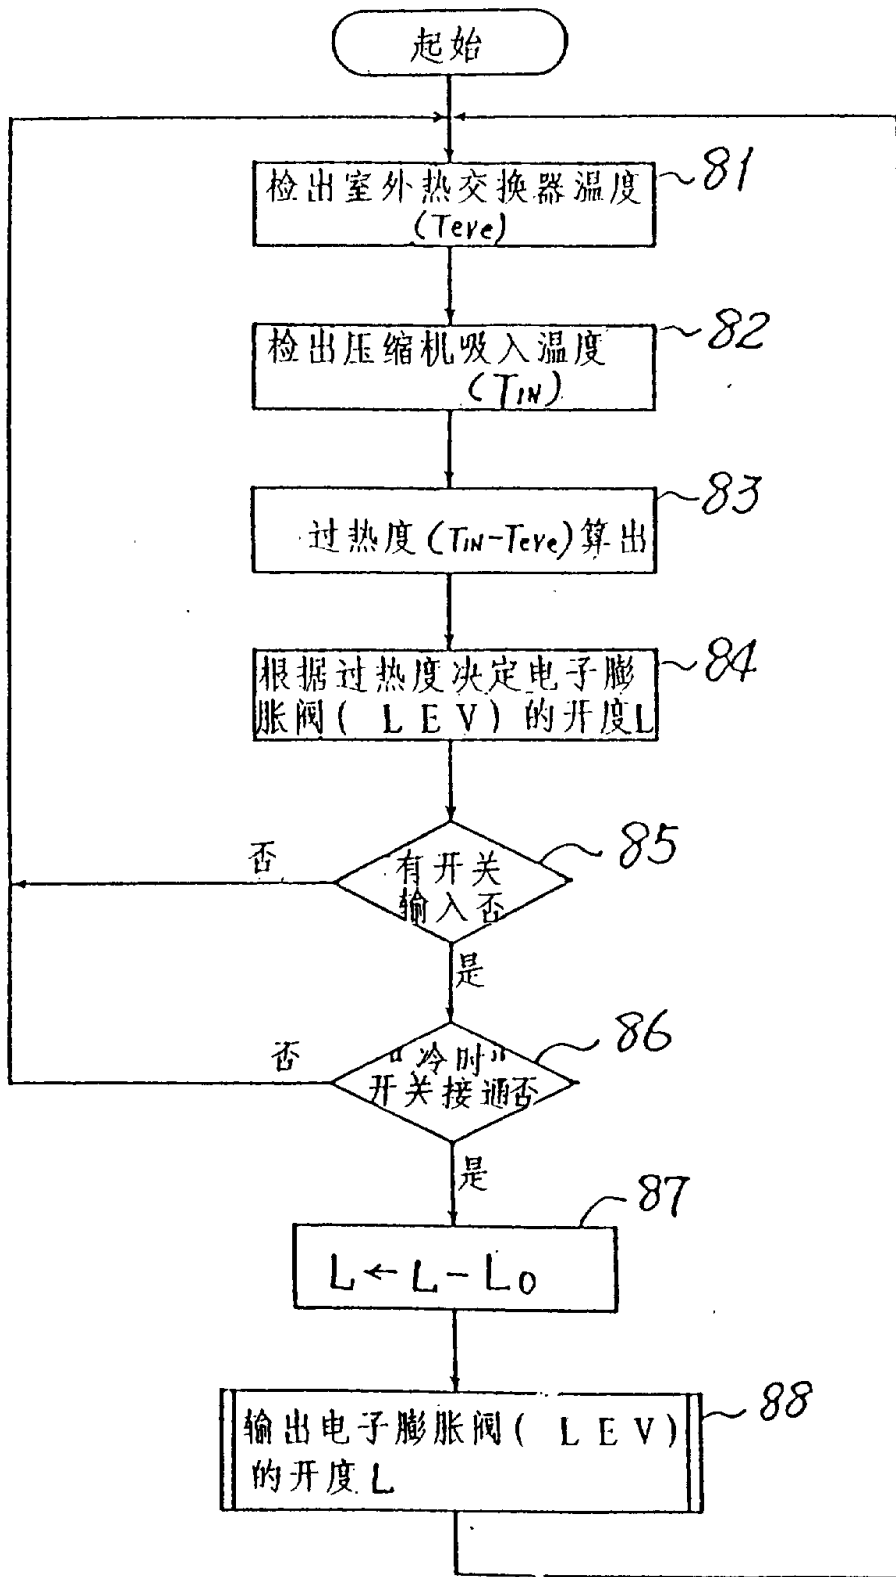 起始
检出室外热交换器温度
(Teve)
81
检出压缩机吸入温度
(TIN)
82
过热度(TIN-Teve)算出
83
根据过热度决定电子膨
胀阀( LEV)的开度L
84
有开关
输入否
85
否
是
"冷时"
开关接通否
86
否
是
L←L-L0
87
输出电子膨胀阀( LEV)
的开度L
88